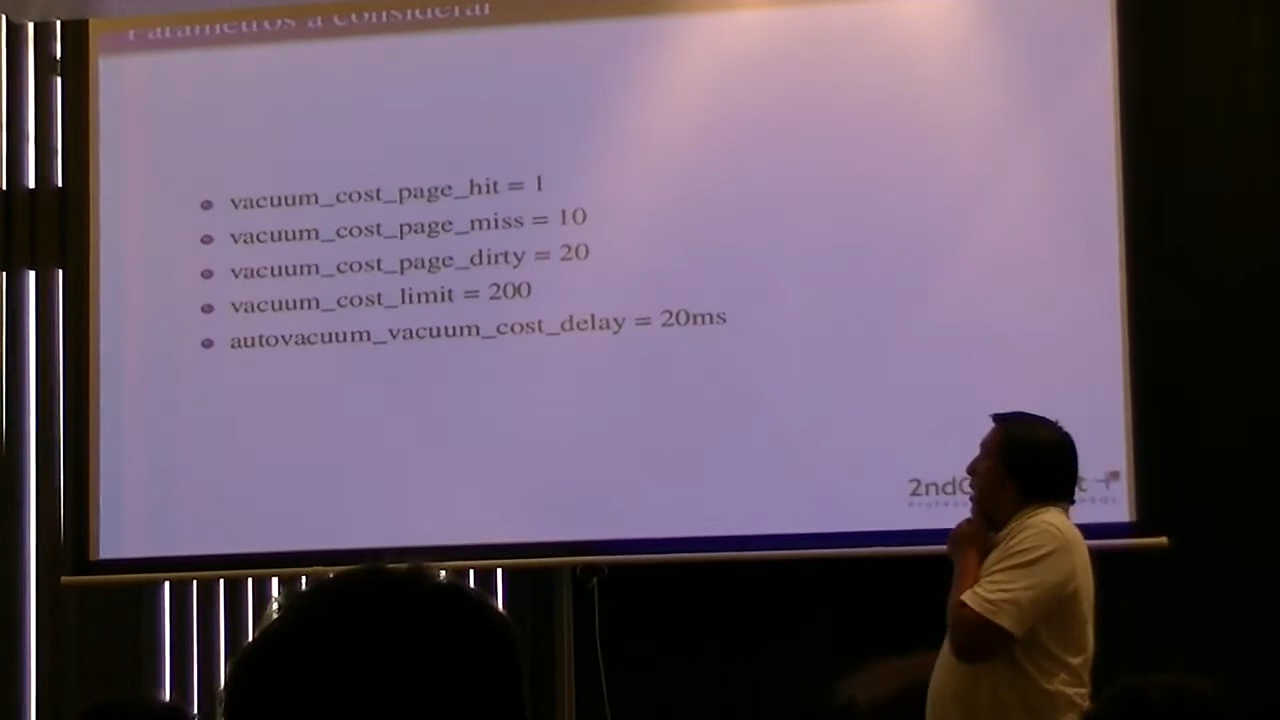 Parámetros a considerar
vacuum_cost_page_hit = 1
vacuum_cost_page_miss = 10
vacuum_cost_page_dirty = 20
vacuum_cost_limit = 200
autovacuum_vacuum_cost_delay = 20ms